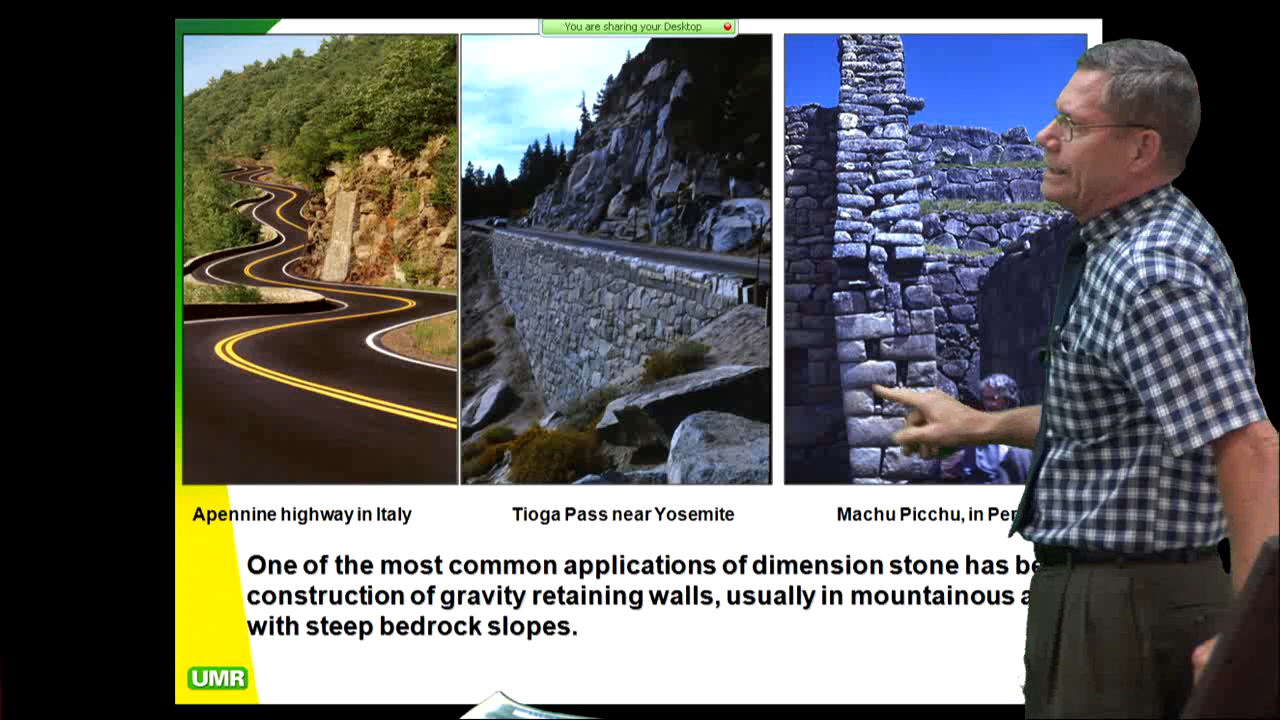 You are sharing your Desktop
Apennine highway in Italy
Tioga Pass near Yosemite
Machu Picchu, in Per
One of the most common applications of dimension stone has be
construction of gravity retaining walls, usually in mountainous a
with steep bedrock slopes.
UMR